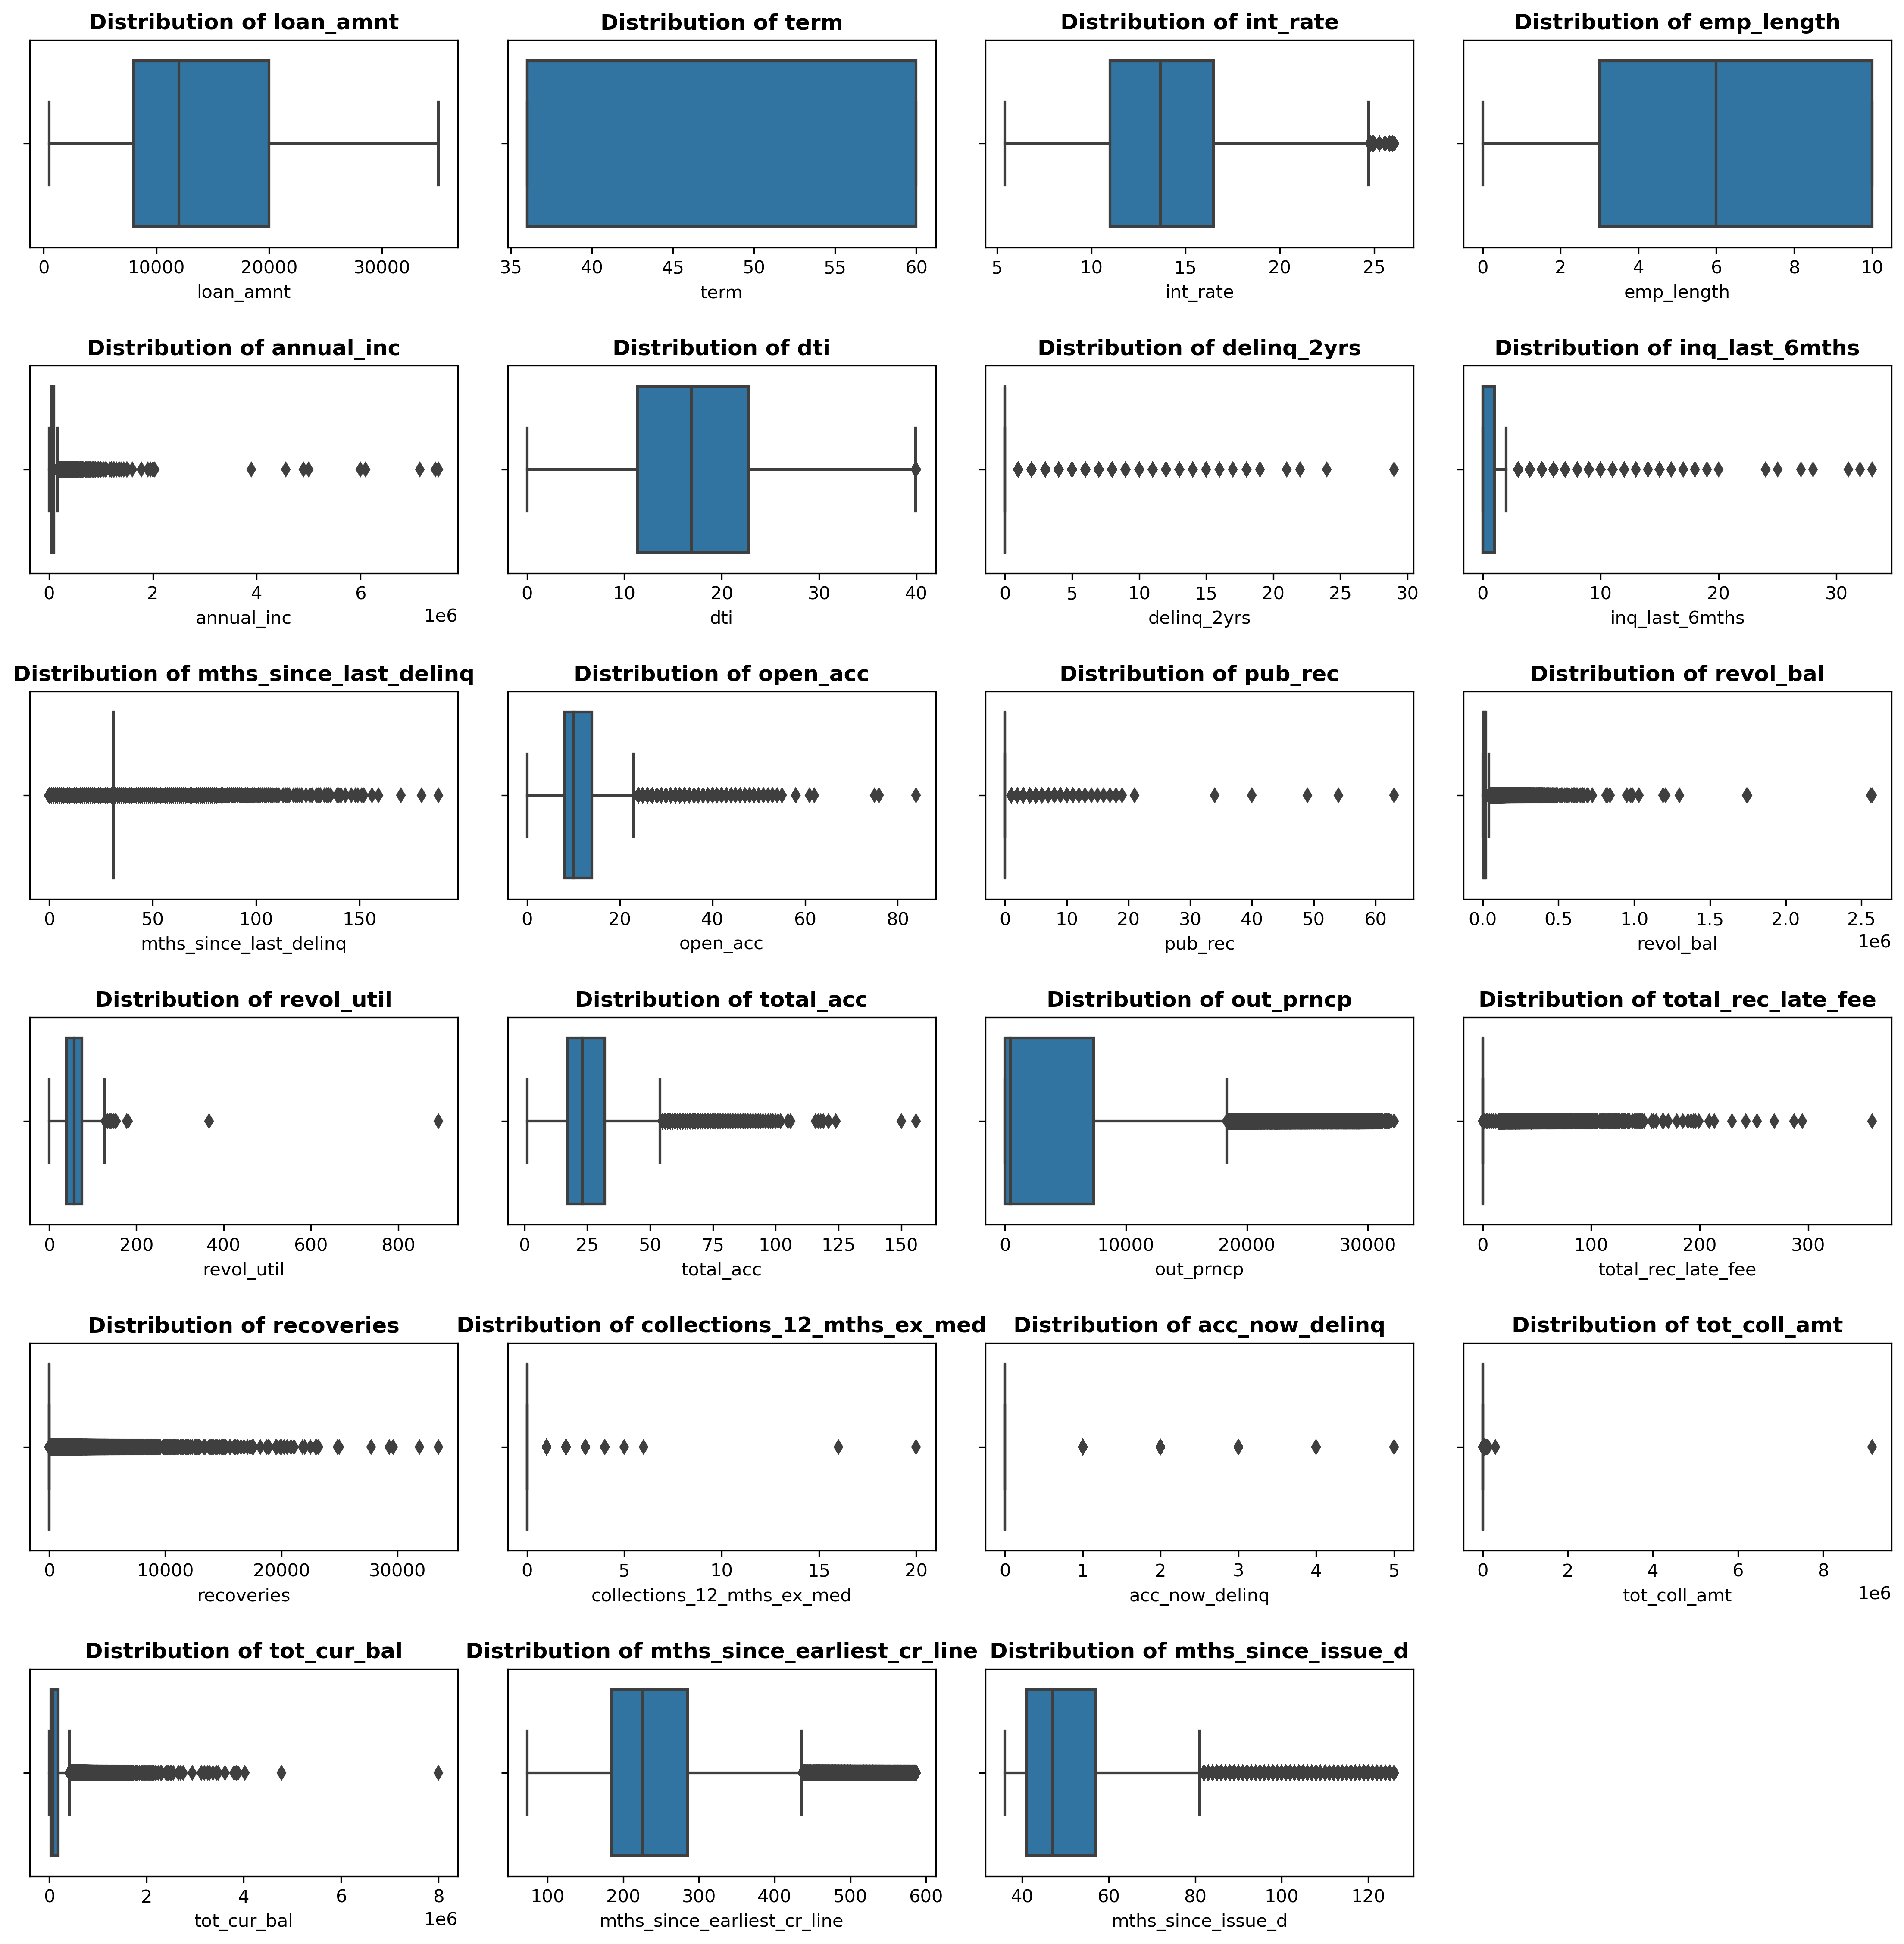 Distribution of loan_amnt
0 10000 20000 30000
loan_amnt
Distribution of term
35 40 45 50 55 60
term
Distribution of int_rate
5 10 15 20 25
int_rate
Distribution of emp_length
0 2 4 6 8 10
emp_length
Distribution of annual_inc
0 2 4 6
1e6
annual_inc
Distribution of dti
0 10 20 30 40
dti
Distribution of delinq_2yrs
0 5 10 15 20 25 30
delinq_2yrs
Distribution of inq_last_6mths
0 10 20 30
inq_last_6mths
Distribution of mths_since_last_delinq
0 50 100 150
mths_since_last_delinq
Distribution of open_acc
0 20 40 60 80
open_acc
Distribution of pub_rec
0 10 20 30 40 50 60
pub_rec
Distribution of revol_bal
0.0 0.5 1.0 1.5 2.0 2.5
1e6
revol_bal
Distribution of revol_util
0 200 400 600 800
revol_util
Distribution of total_acc
0 25 50 75 100 125 150
total_acc
Distribution of out_prncp
0 10000 20000 30000
out_prncp
Distribution of total_rec_late_fee
0 100 200 300
total_rec_late_fee
Distribution of recoveries
0 10000 20000 30000
recoveries
Distribution of collections_12_mths_ex_med
0 5 10 15 20
collections_12_mths_ex_med
Distribution of acc_now_delinq
0 1 2 3 4 5
acc_now_delinq
Distribution of tot_coll_amt
0 2 4 6 8
1e6
tot_coll_amt
Distribution of tot_cur_bal
0 2 4 6 8
1e6
tot_cur_bal
Distribution of mths_since_earliest_cr_line
100 200 300 400 500 600
mths_since_earliest_cr_line
Distribution of mths_since_issue_d
40 60 80 100 120
mths_since_issue_d